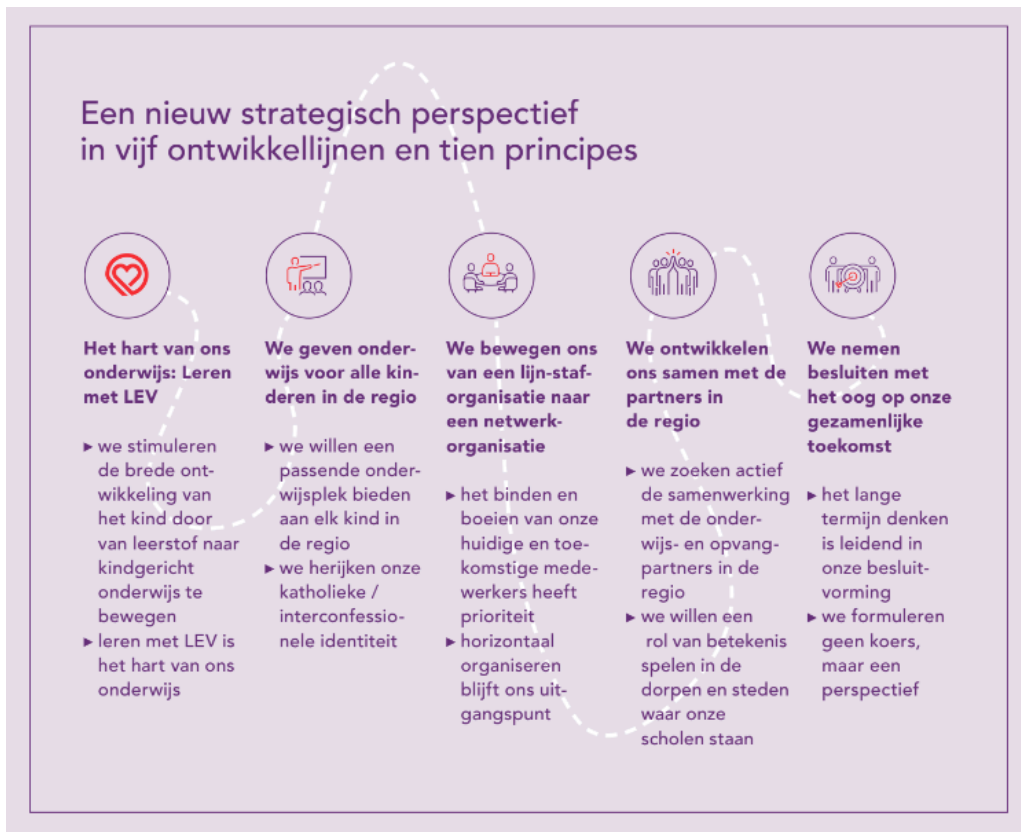 Een nieuw strategisch perspectief
in vijf ontwikkellijnen en tien principes
Het hart van ons
onderwijs: Leren
met LEV
▸ we stimuleren
de brede ont-
wikkeling van
het kind door
van leerstof naar
kindgericht
onderwijs te
bewegen
▸ leren met LEV is
het hart van ons
onderwijs
We geven onder-
wijs voor alle kin-
deren in de regio
▸ we willen een
passende onder-
wijsplek bieden
aan elk kind in
de regio
▸ we herijken onze
katholieke /
interconfessio-
nele identiteit
We bewegen ons
van een lijn-staf-
organisatie naar
een netwerk-
organisatie
▸ het binden en
boeien van onze
huidige en toe-
komstige mede-
werkers heeft
prioriteit
▸ horizontaal
organiseren
blijft ons uit-
gangspunt
We ontwikkelen
ons samen met de
partners in
de regio
▸ we zoeken actief
de samenwerking
met de onder-
wijs- en opvang-
partners in de
regio
▸ we willen een
rol van betekenis
spelen in de
dorpen en steden
waar onze
scholen staan
We nemen
besluiten met
het oog op onze
gezamenlijke
toekomst
▸ het lange
termijn denken
is leidend in
onze besluit-
vorming
▸ we formuleren
geen koers,
maar een
perspectief